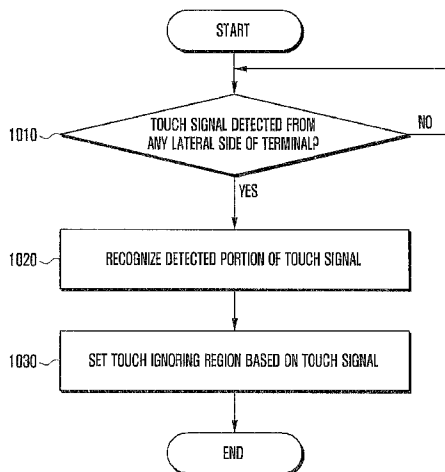 START
1010
TOUCH SIGNAL DETECTED FROM
ANY LATERAL SIDE OF TERMINAL?
NO
YES
1020
RECOGNIZE DETECTED PORTION OF TOUCH SIGNAL
1030
SET TOUCH IGNORING REGION BASED ON TOUCH SIGNAL
END